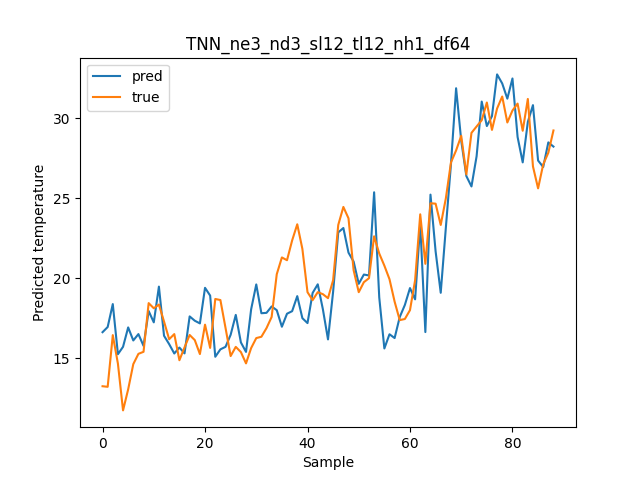 TNN_ne3_nd3_sl12_tl12_nh1_df64
pred
true
30
25
20
15
Predicted temperature
0 20 40 60 80
Sample